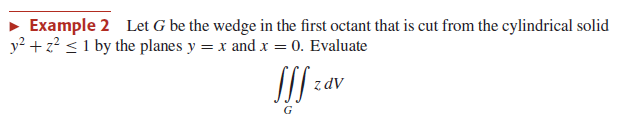 ▶ Example 2 Let G be the wedge in the first octant that is cut from the cylindrical solid
y² + z² ≤ 1 by the planes y = x and x = 0. Evaluate
∭ z dV
G